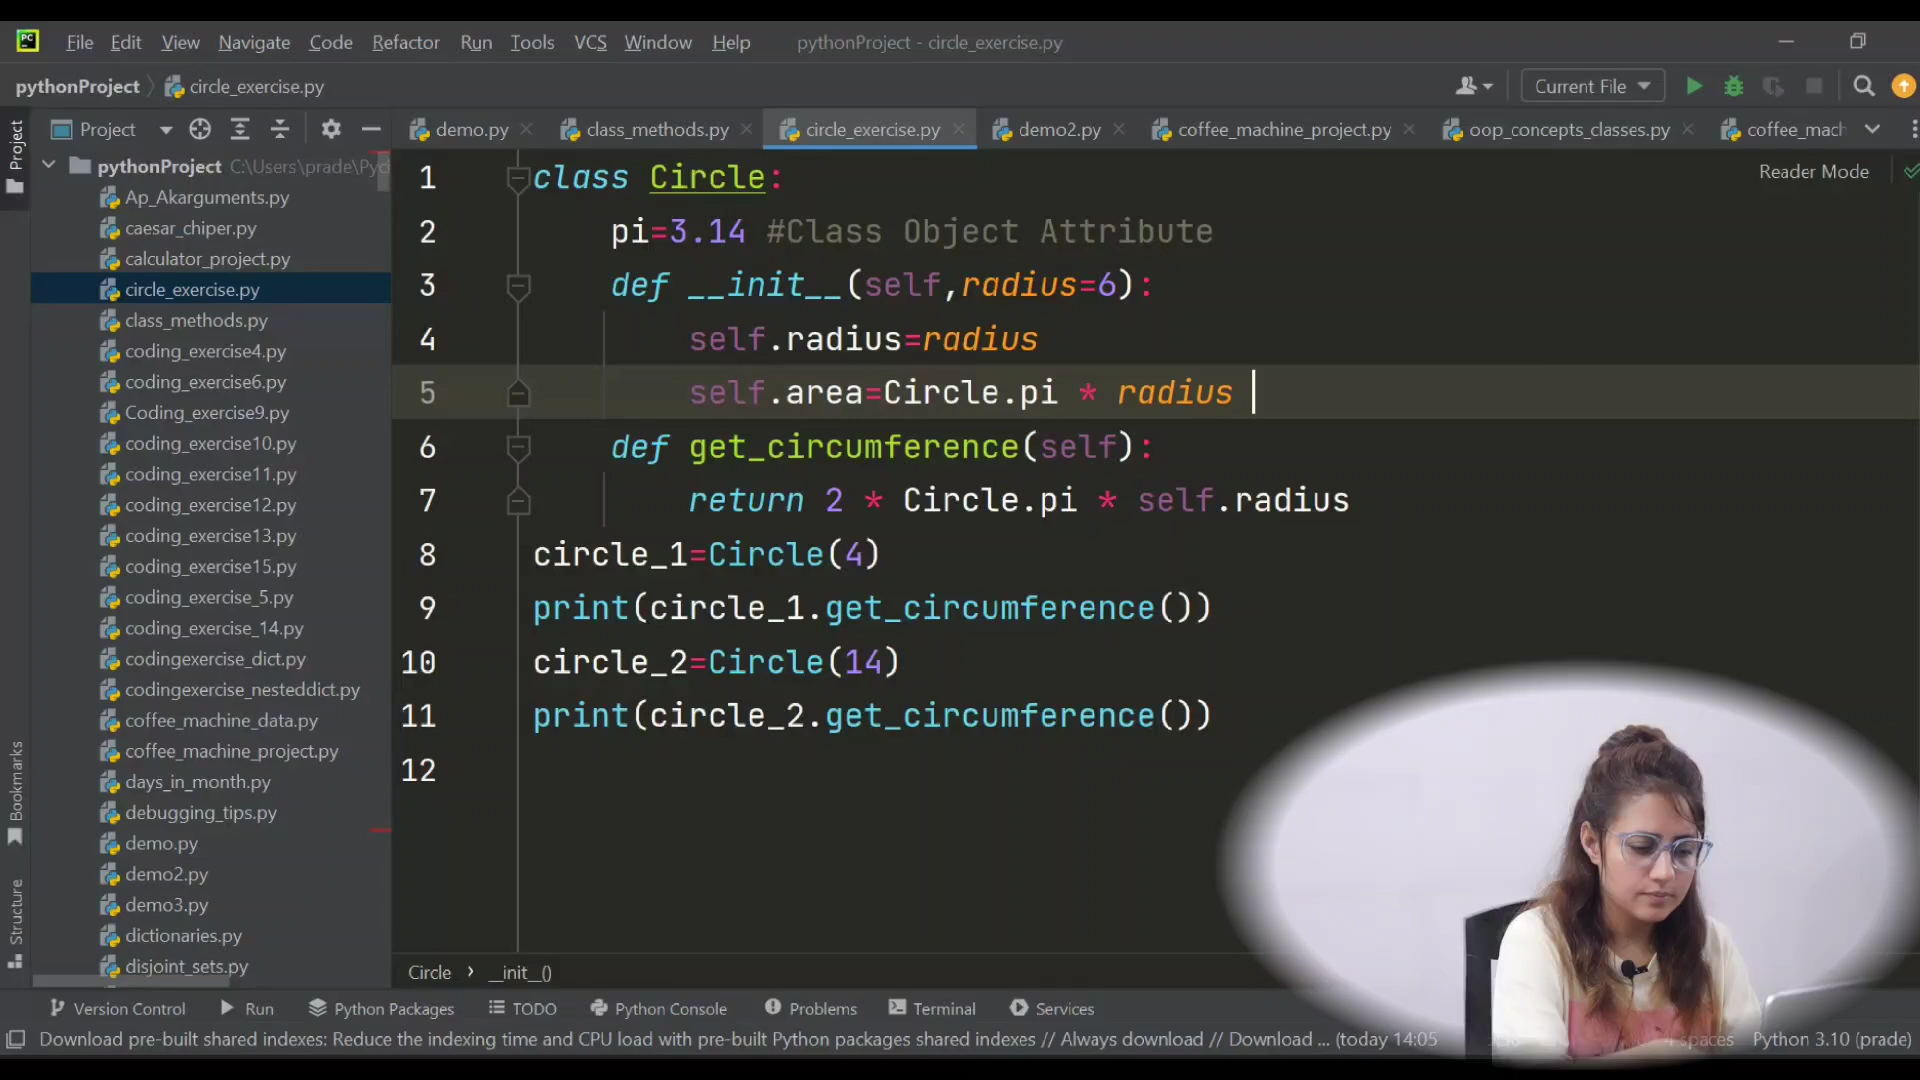 PC
File Edit View Navigate Code Refactor Run Tools VCS Window Help pythonProject - circle_exercise.py
pythonProject circle_exercise.py Current File
Project demo.py class_methods.py circle_exercise.py demo2.py coffee_machine_project.py oop_concepts_classes.py coffee_mach
Project
pythonProject C:\Users\prade\Pyc
Ap_Akarguments.py
caesar_chiper.py
calculator_project.py
circle_exercise.py
class_methods.py
coding_exercise4.py
coding_exercise6.py
Coding_exercise9.py
coding_exercise10.py
coding_exercise11.py
coding_exercise12.py
coding_exercise13.py
coding_exercise15.py
coding_exercise_5.py
coding_exercise_14.py
codingexercise_dict.py
codingexercise_nesteddict.py
coffee_machine_data.py
coffee_machine_project.py
days_in_month.py
debugging_tips.py
demo.py
demo2.py
demo3.py
dictionaries.py
disjoint_sets.py
Bookmarks
Structure
Reader Mode
1 class Circle:
2 pi=3.14 #Class Object Attribute
3 def __init__(self,radius=6):
4 self.radius=radius
5 self.area=Circle.pi * radius
6 def get_circumference(self):
7 return 2 * Circle.pi * self.radius
8 circle_1=Circle(4)
9 print(circle_1.get_circumference())
10 circle_2=Circle(14)
11 print(circle_2.get_circumference())
12
Circle › __init__()
Version Control Run Python Packages TODO Python Console Problems Terminal Services
Download pre-built shared indexes: Reduce the indexing time and CPU load with pre-built Python packages shared indexes // Always download // Download ... (today 14:05 4 spaces Python 3.10 (prade)